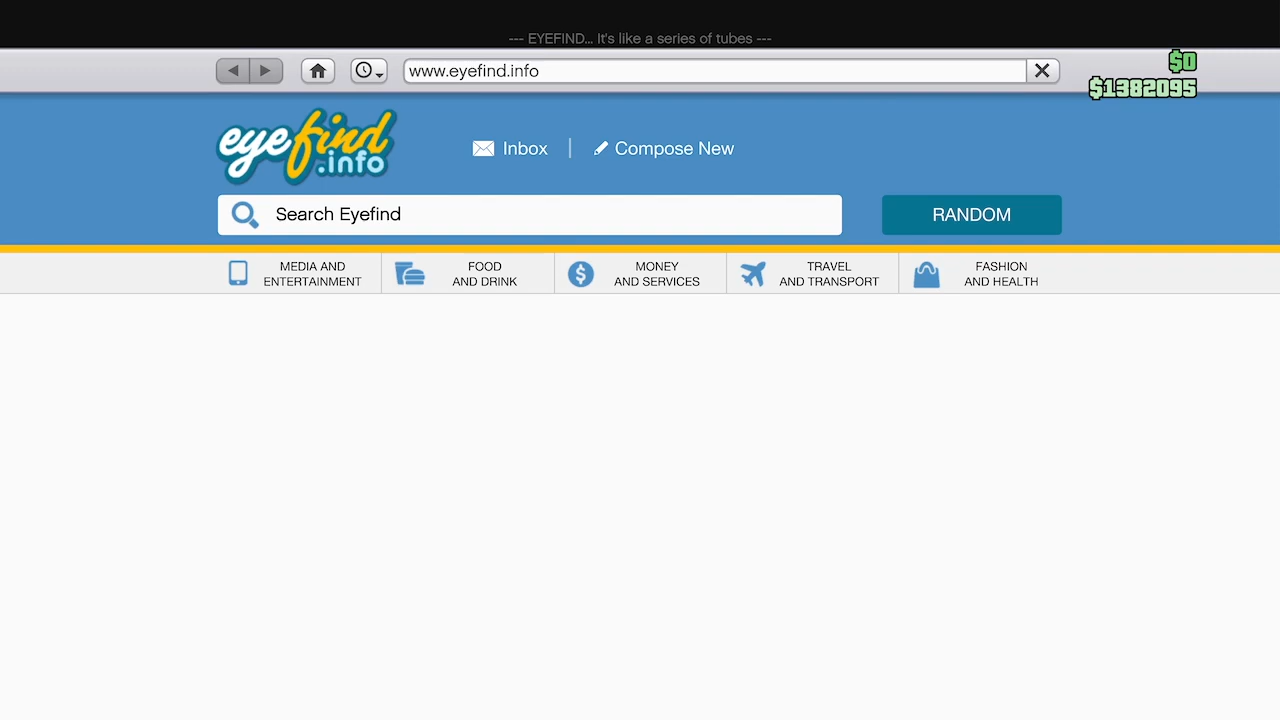 --- EYEFIND... It's like a series of tubes ---
www.eyefind.info
$0
$1382095
eyefind
.info
Inbox
Compose New
Search Eyefind
RANDOM
MEDIA AND
ENTERTAINMENT
FOOD
AND DRINK
MONEY
AND SERVICES
TRAVEL
AND TRANSPORT
FASHION
AND HEALTH